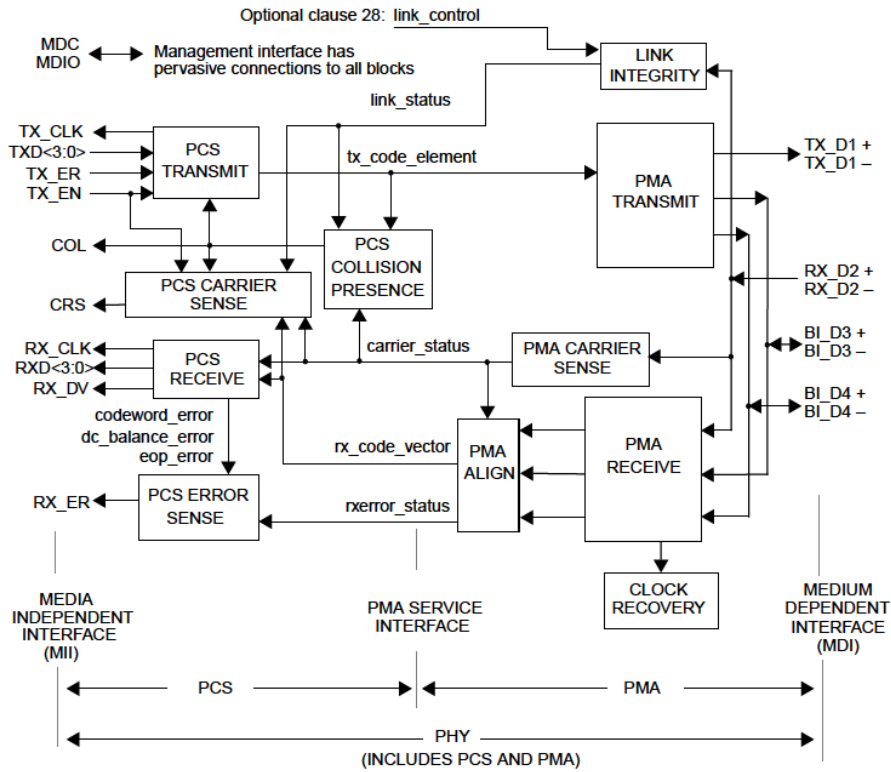 Optional clause 28: link_control
MDC
MDIO
Management interface has
pervasive connections to all blocks
LINK
INTEGRITY
link_status
TX_CLK
TXD<3:0>
TX_ER
TX_EN
PCS
TRANSMIT
tx_code_element
PMA
TRANSMIT
TX_D1 +
TX_D1 –
COL
PCS
COLLISION
PRESENCE
PCS CARRIER
SENSE
CRS
RX_D2 +
RX_D2 –
RX_CLK
RXD<3:0>
RX_DV
PCS
RECEIVE
carrier_status
PMA CARRIER
SENSE
BI_D3 +
BI_D3 –
BI_D4 +
BI_D4 –
codeword_error
dc_balance_error
eop_error
rx_code_vector
PMA
ALIGN
PMA
RECEIVE
RX_ER
PCS ERROR
SENSE
rxerror_status
CLOCK
RECOVERY
MEDIA
INDEPENDENT
INTERFACE
(MII)
PMA SERVICE
INTERFACE
MEDIUM
DEPENDENT
INTERFACE
(MDI)
PCS
PMA
PHY
(INCLUDES PCS AND PMA)